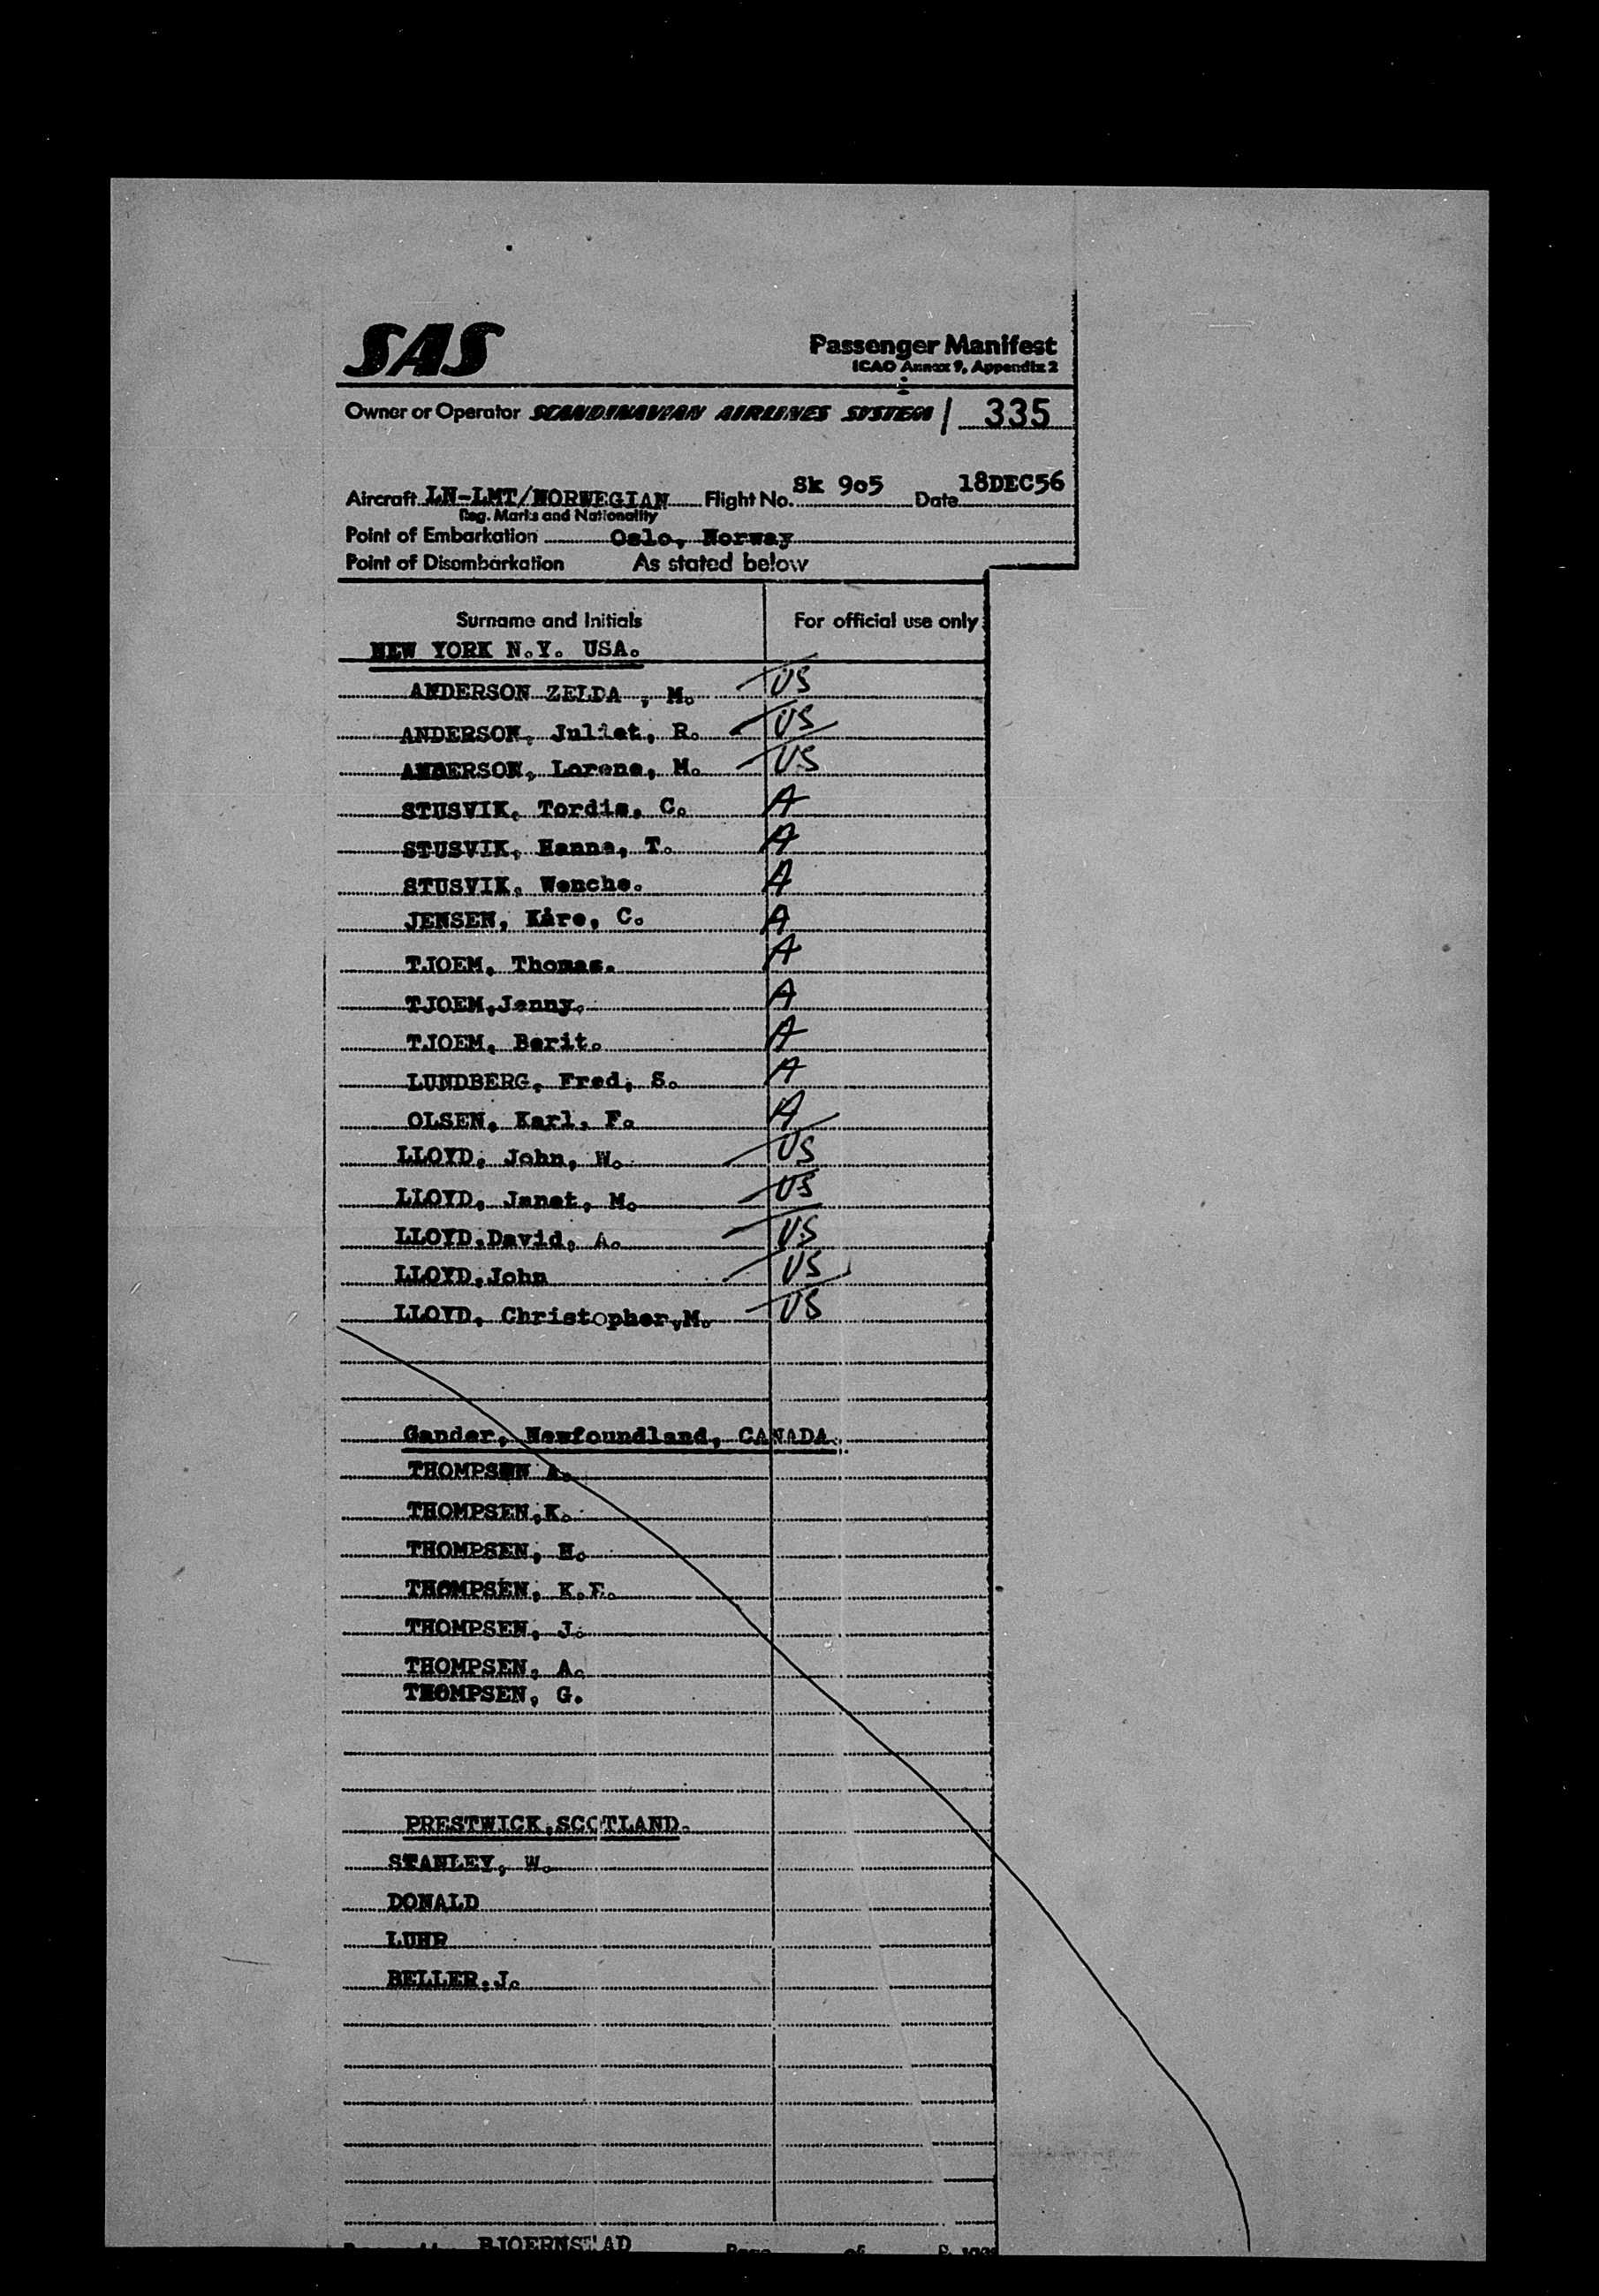 SAS
Passenger Manifest
ICAO Annex 9, Appendix 2
Owner or Operator SCANDINAVIAN AIRLINES SYSTEM / 335
Aircraft LN-LMT/NORWEGIAN Flight No. Sk 905 Date 18DEC56
Reg. Marks and Nationality
Point of Embarkation Oslo, Norway
Point of Disembarkation As stated below
Surname and Initials For official use only
NEW YORK N.Y. USA.
ANDERSON ZELDA , M. US
ANDERSON, Juliet, R. US
ANDERSON, Lorena, M. US
STUSVIK, Tordis, C. A
STUSVIK, Hanna, T. A
STUSVIK, Wenche. A
JENSEN, Kåre, C. A
TJOEM, Thomas. A
TJOEM,Jenny. A
TJOEM, Berit. A
LUNDBERG, Fred, S. A
OLSEN, Karl, F. A
LLOYD, John, W. US
LLOYD, Janet, M. US
LLOYD,David, A. US
LLOYD,John US
LLOYD, Christopher,M. US
Gander, Newfoundland, CANADA.
THOMPSEN A.
THOMPSEN,K.
THOMPSEN, H.
THOMPSEN, K.E.
THOMPSEN, J.
THOMPSEN, A.
THOMPSEN, G.
PRESTWICK,SCOTLAND.
STANLEY, W.
DONALD
LUHR
BELLER,J.
BJOERNSTAD Page of